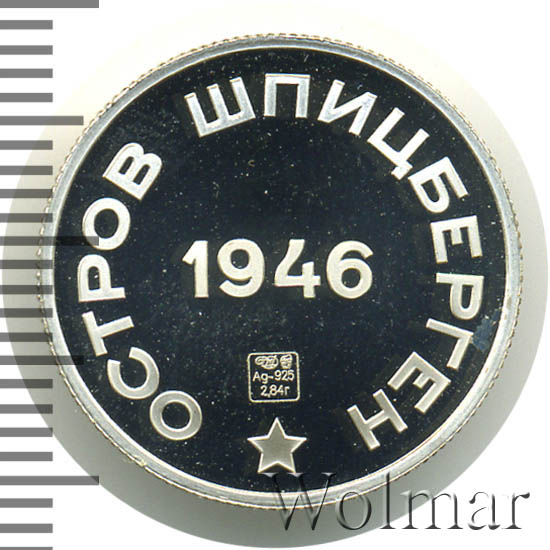 ОСТРОВ ШПИЦБЕРГЕН
1946
Ag-925
2,84г
Wolmar